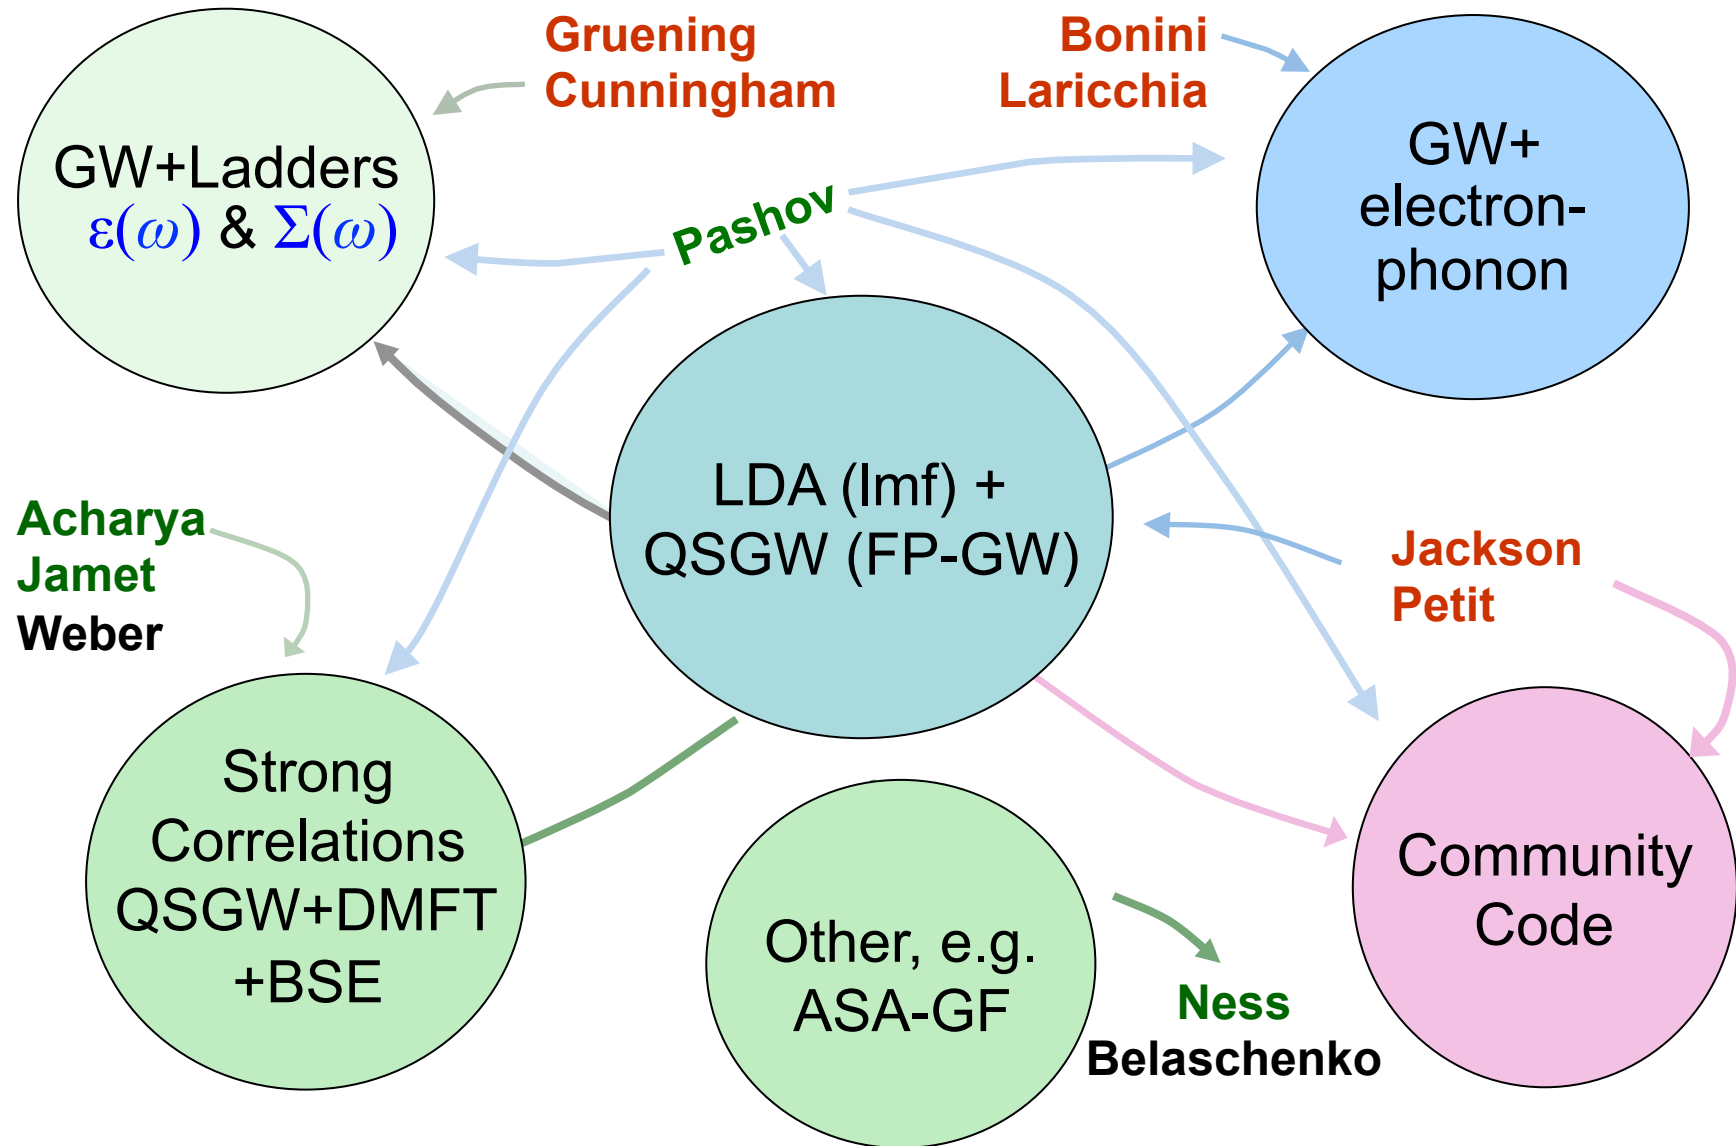 Gruening
Cunningham
Bonini
Laricchia
GW+Ladders
ε(ω) & Σ(ω)
Pashov
GW+
electron-
phonon
LDA (lmf) +
QSGW (FP-GW)
Acharya
Jamet
Weber
Jackson
Petit
Strong
Correlations
QSGW+DMFT
+BSE
Other, e.g.
ASA-GF
Ness
Belaschenko
Community
Code